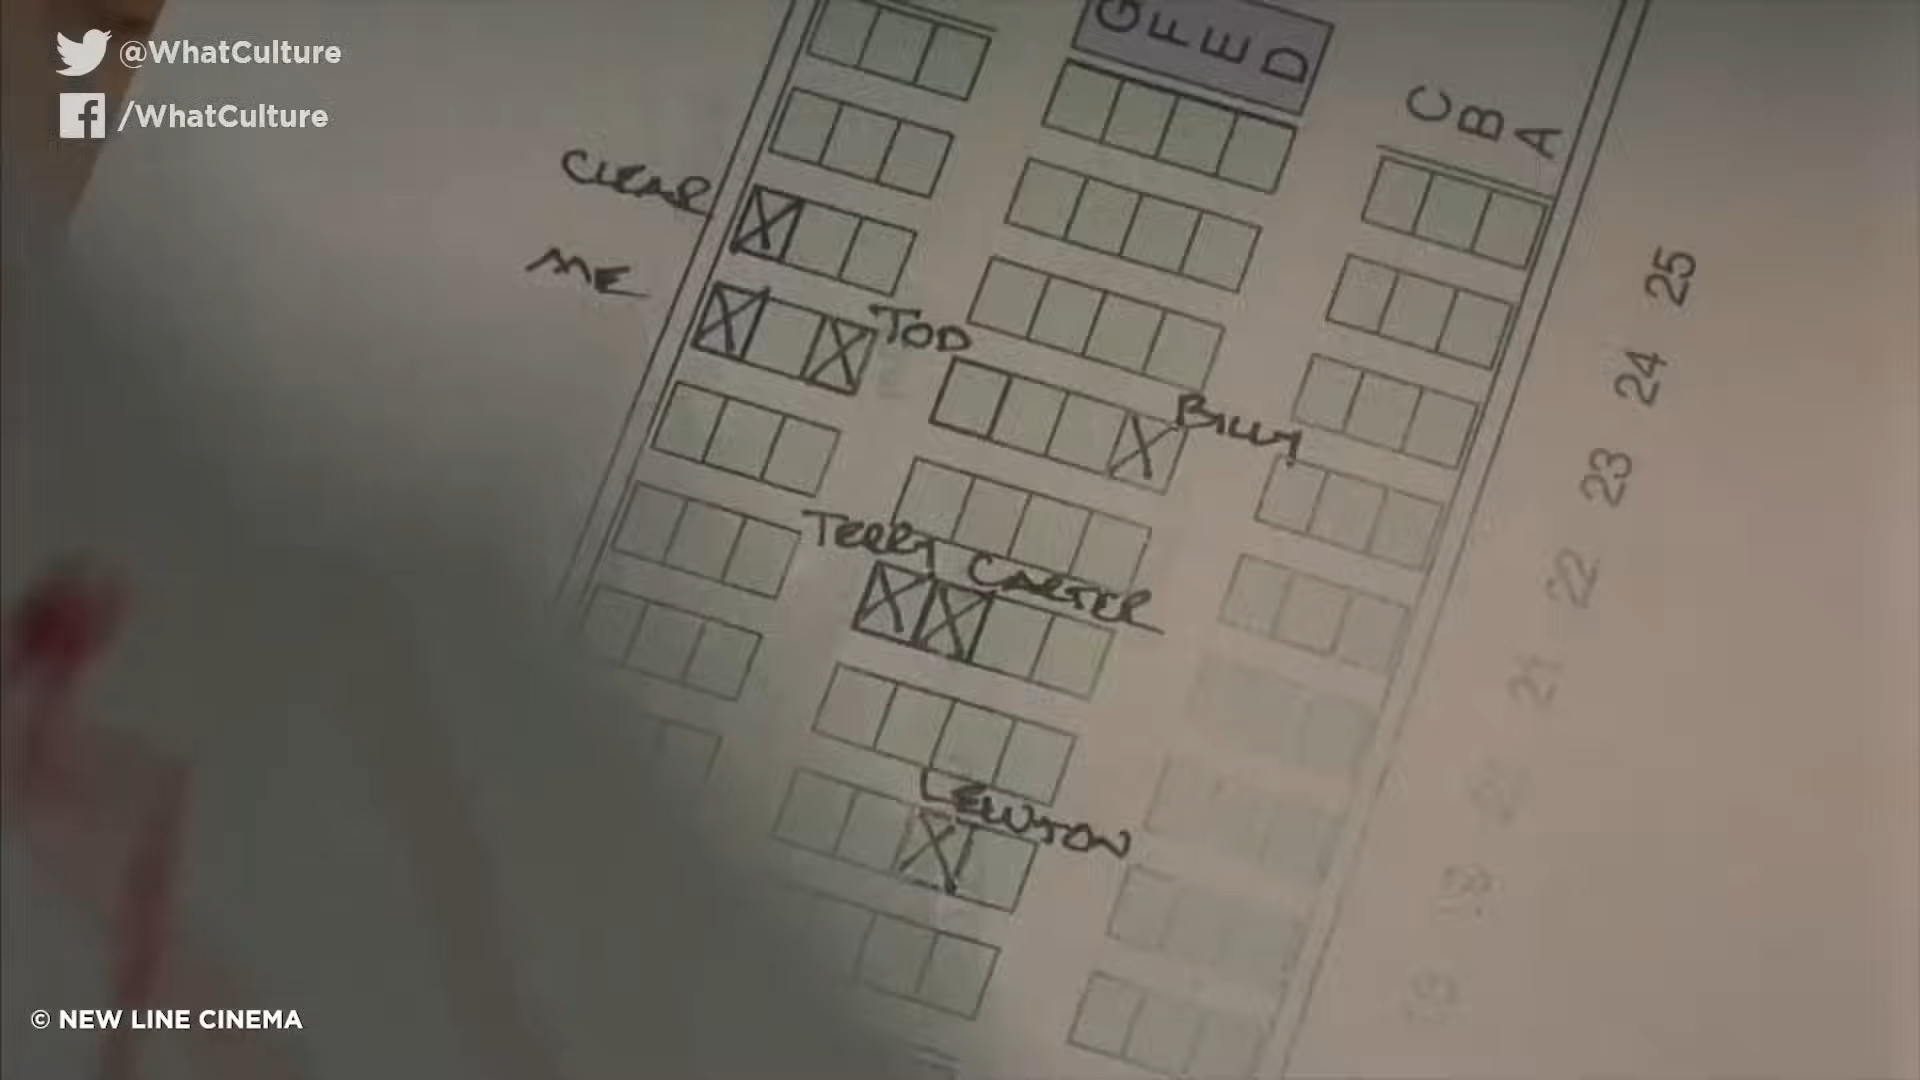 @WhatCulture
/WhatCulture
GFED
CBA
CLEAR
ME
TOD
BILLY
TERRY CARTER
LEWTON
25
24
23
22
21
© NEW LINE CINEMA